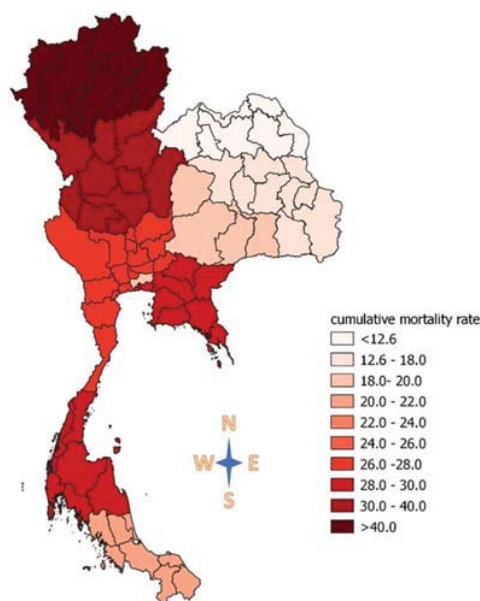 cumulative mortality rate
<12.6
12.6 - 18.0
18.0- 20.0
20.0 - 22.0
22.0 - 24.0
24.0 - 26.0
26.0 -28.0
28.0 - 30.0
30.0 - 40.0
>40.0
N
W E
S